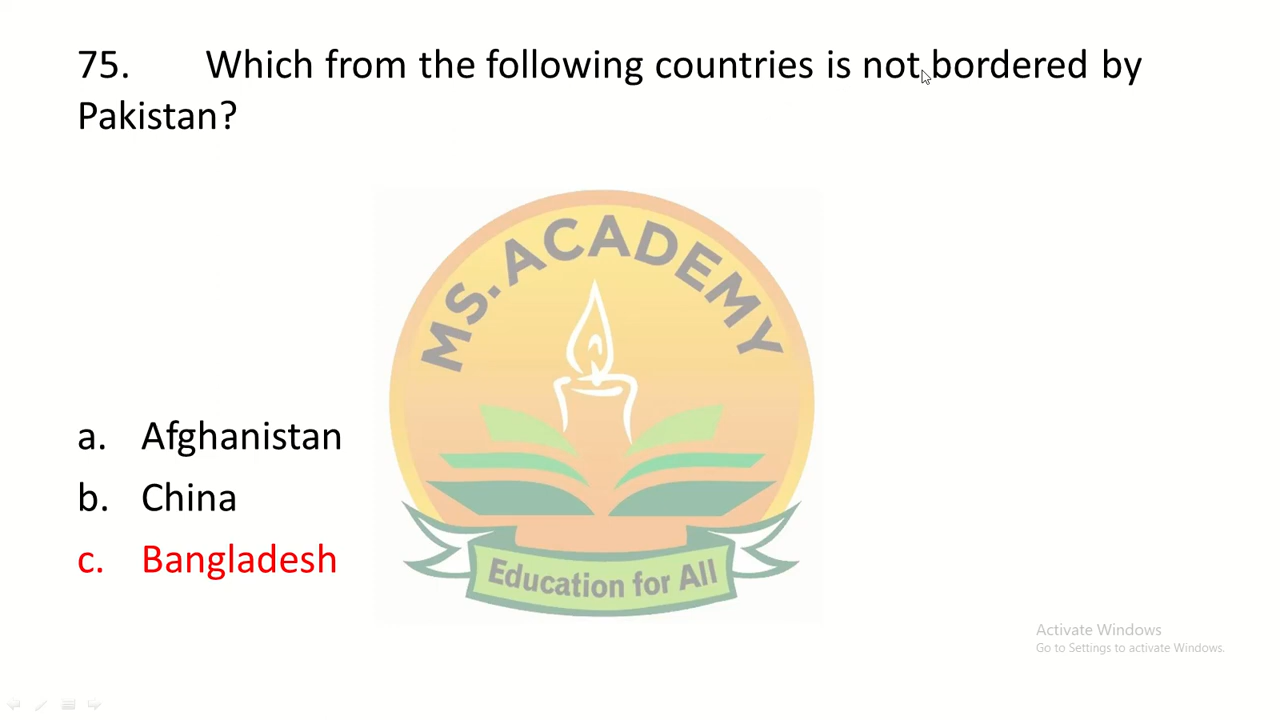 75. Which from the following countries is not bordered by
Pakistan?
MS. ACADEMY
a. Afghanistan
b. China
c. Bangladesh
Education for All
Activate Windows
Go to Settings to activate Windows.